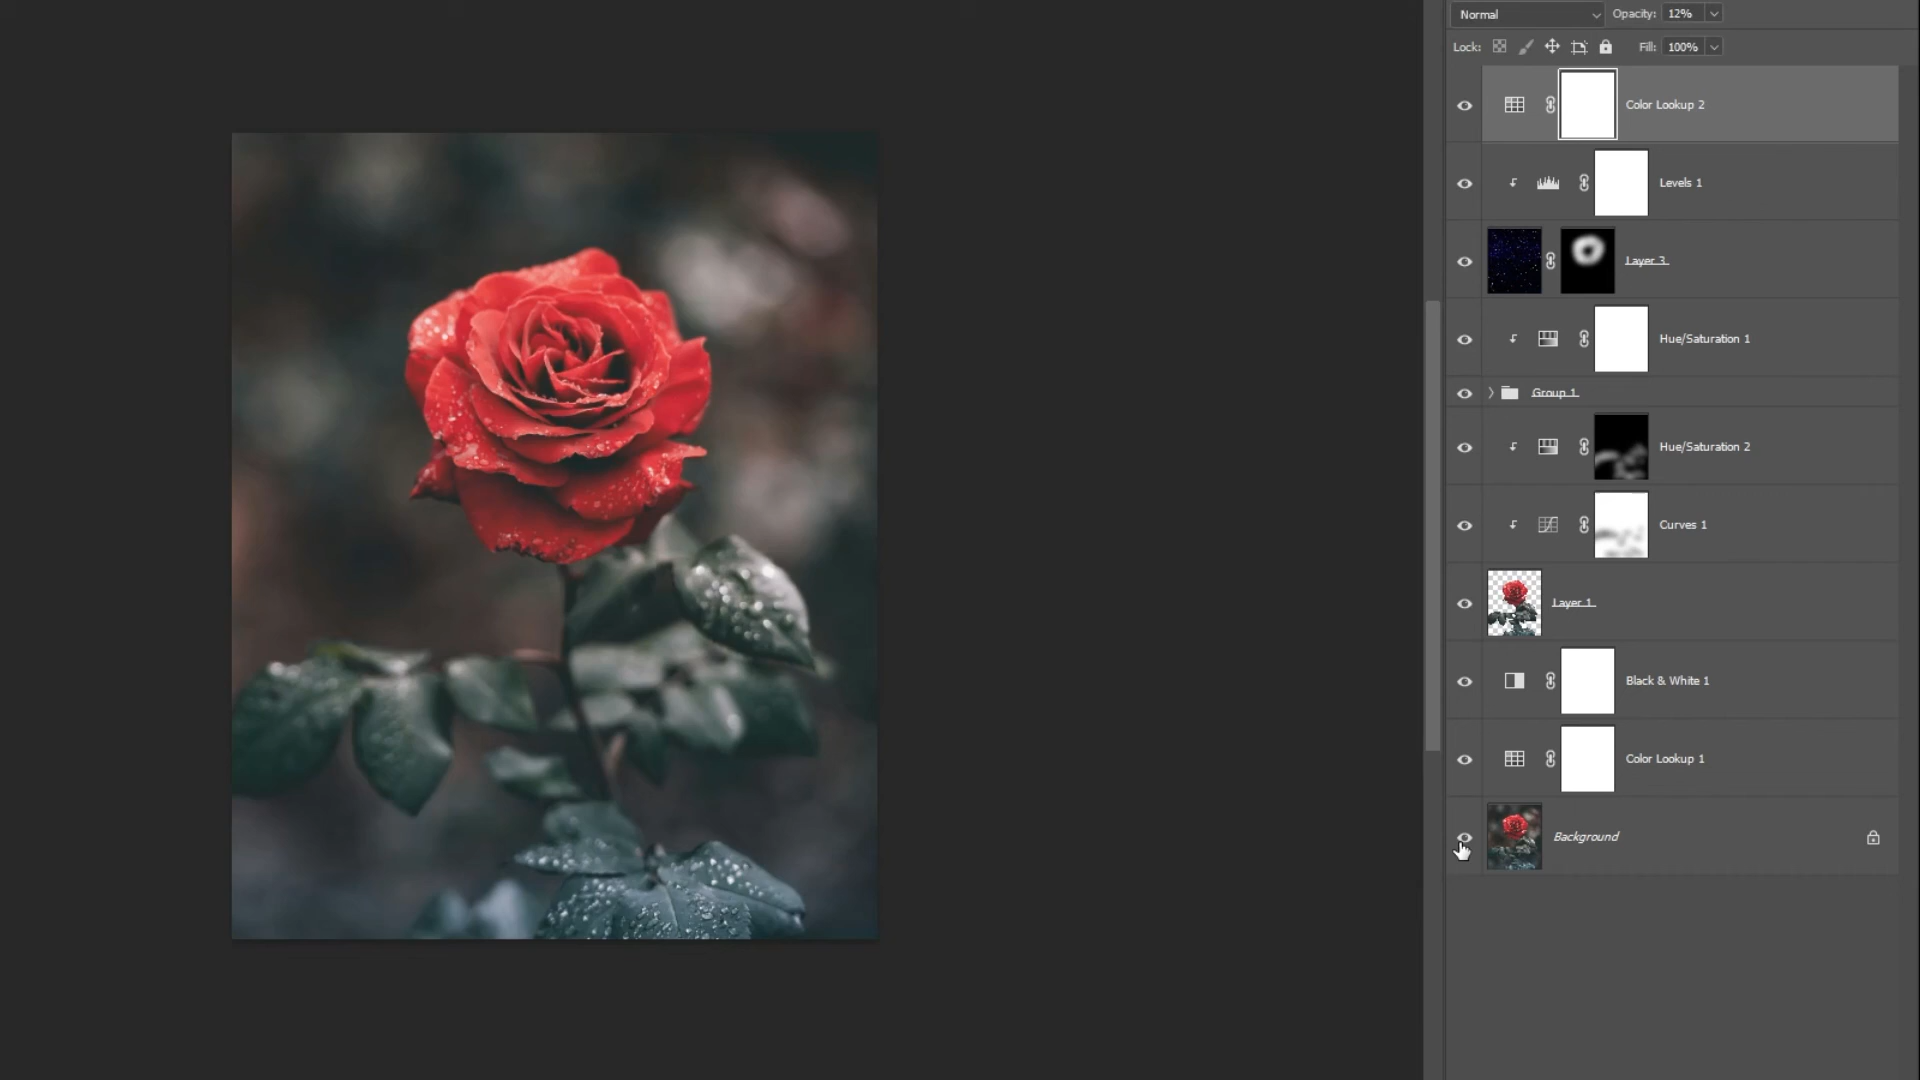 Normal
Opacity: 12%
Lock:
Fill: 100%
Color Lookup 2
Levels 1
Layer 3
Hue/Saturation 1
Group 1
Hue/Saturation 2
Curves 1
Layer 1
Black & White 1
Color Lookup 1
Background